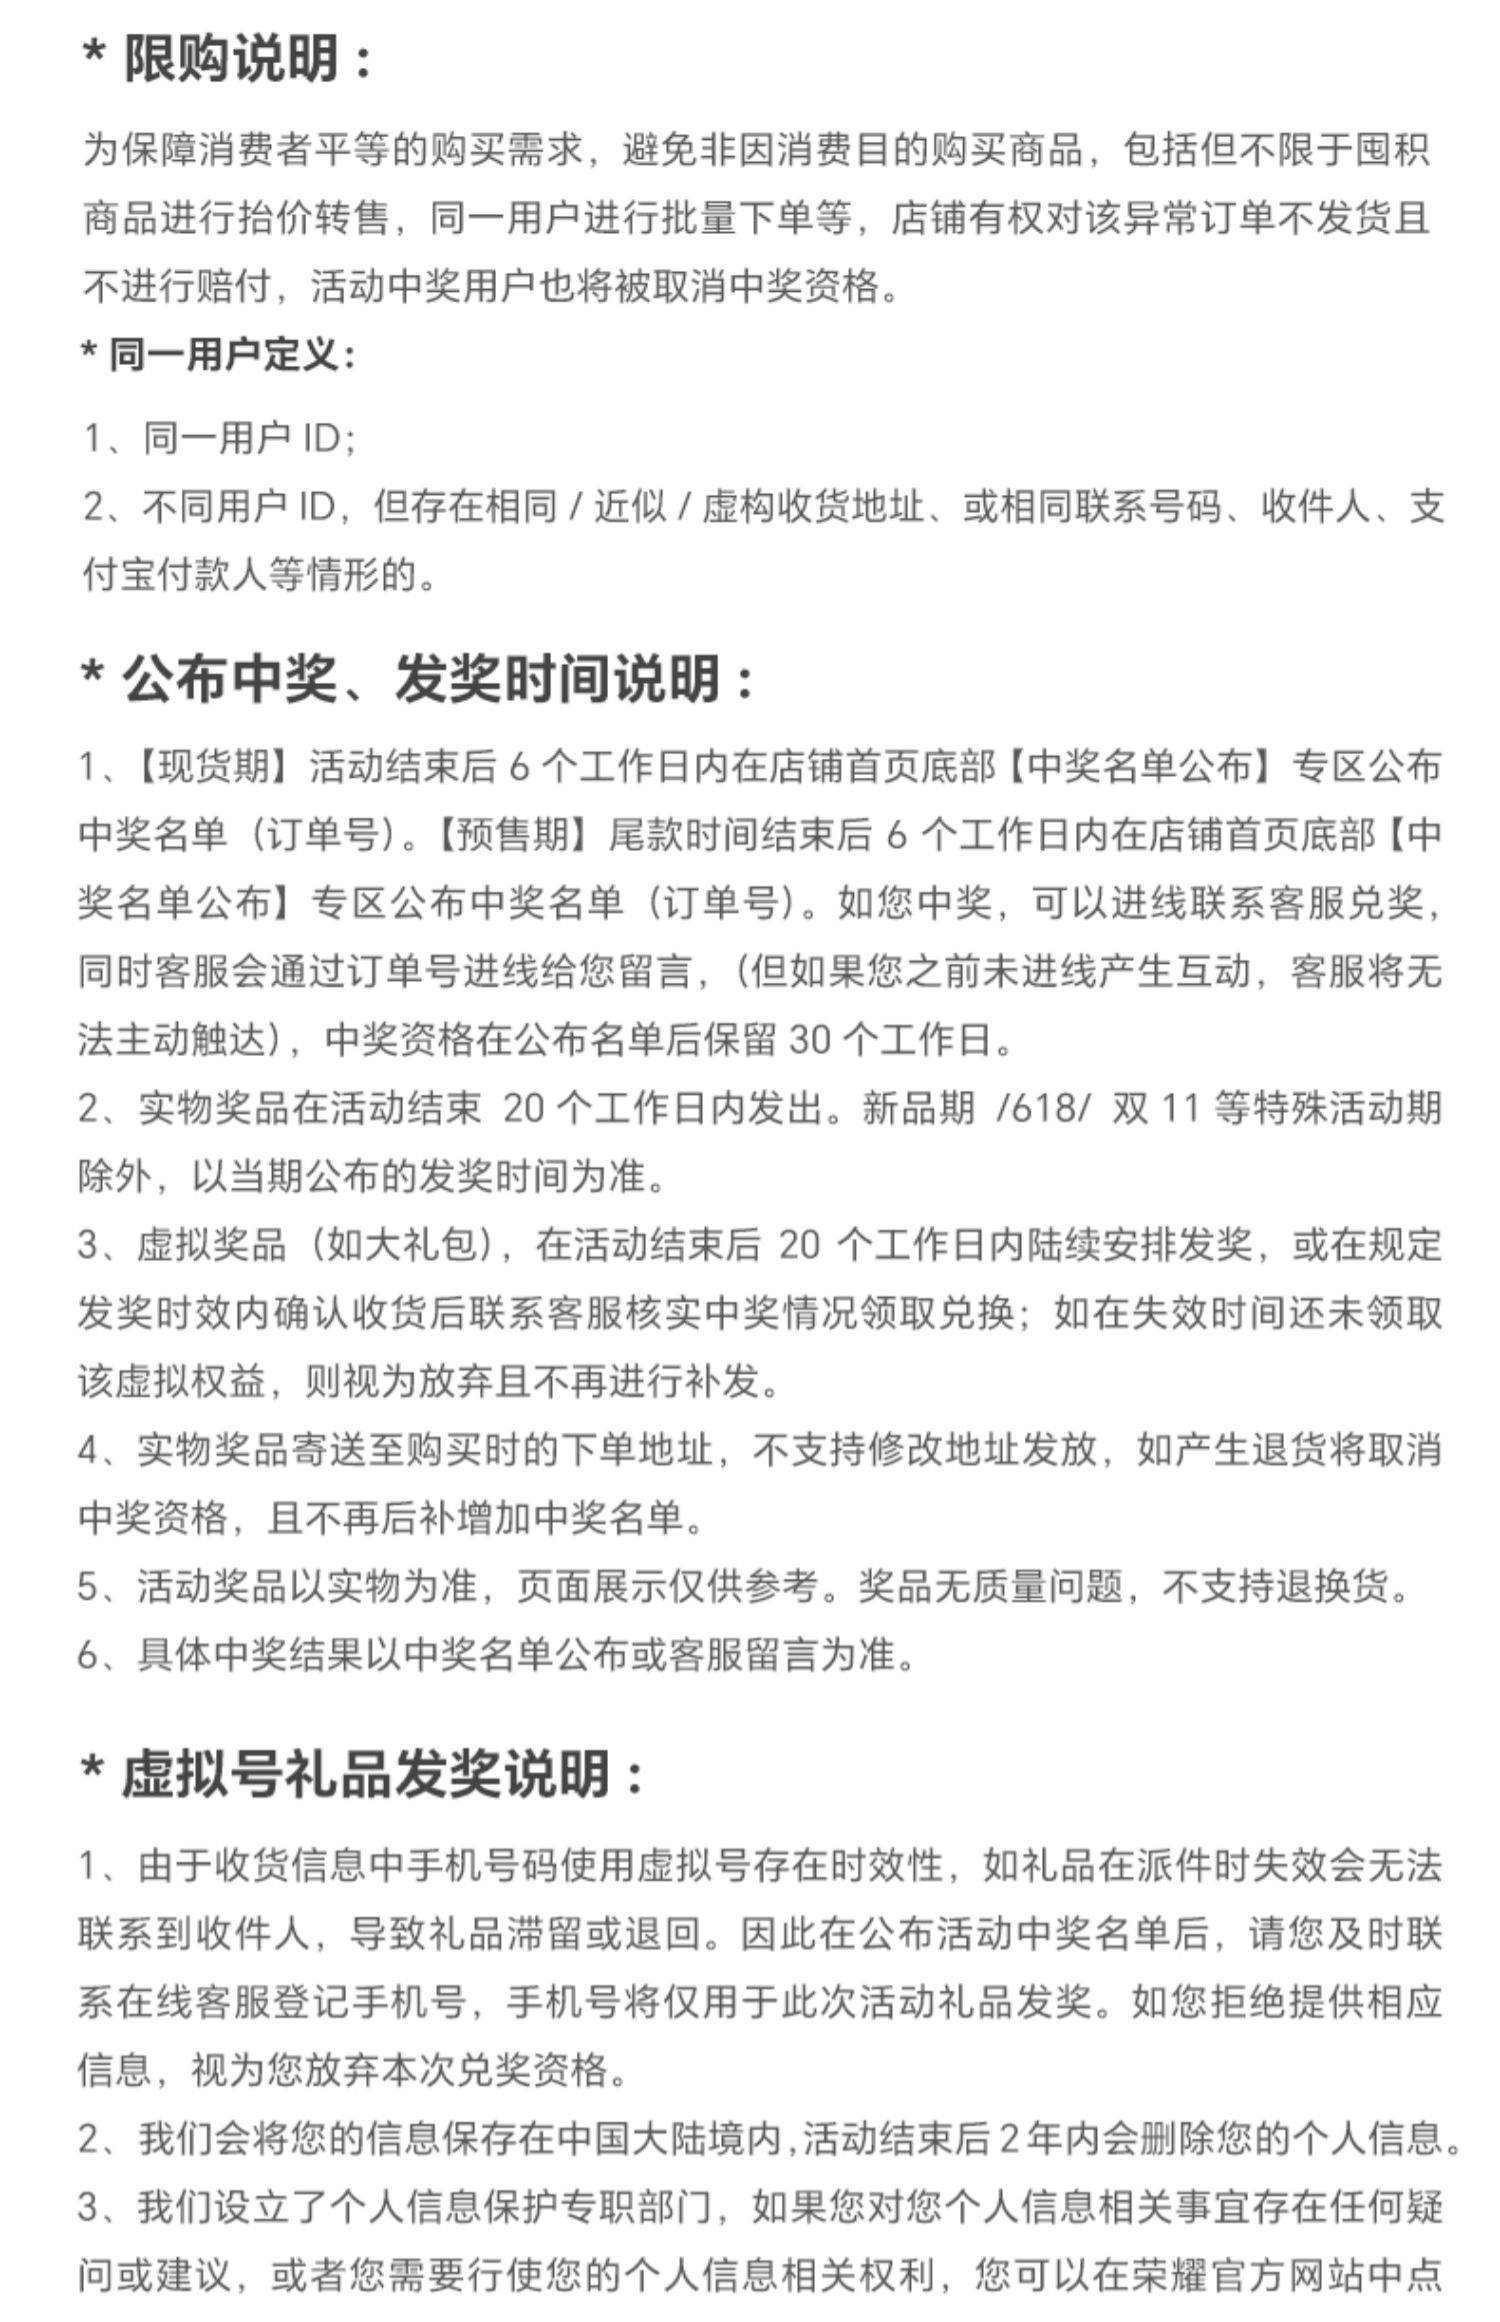 * 限购说明：
为保障消费者平等的购买需求，避免非因消费目的购买商品，包括但不限于囤积
商品进行抬价转售，同一用户进行批量下单等，店铺有权对该异常订单不发货且
不进行赔付，活动中奖用户也将被取消中奖资格。
* 同一用户定义：
1、同一用户 ID；
2、不同用户 ID，但存在相同 / 近似 / 虚构收货地址、或相同联系号码、收件人、支
付宝付款人等情形的。
* 公布中奖、发奖时间说明：
1、【现货期】活动结束后 6 个工作日内在店铺首页底部【中奖名单公布】专区公布
中奖名单（订单号）。【预售期】尾款时间结束后 6 个工作日内在店铺首页底部【中
奖名单公布】专区公布中奖名单（订单号）。如您中奖，可以进线联系客服兑奖，
同时客服会通过订单号进线给您留言，（但如果您之前未进线产生互动，客服将无
法主动触达），中奖资格在公布名单后保留 30 个工作日。
2、实物奖品在活动结束 20 个工作日内发出。新品期 /618/ 双 11 等特殊活动期
除外，以当期公布的发奖时间为准。
3、虚拟奖品（如大礼包），在活动结束后 20 个工作日内陆续安排发奖，或在规定
发奖时效内确认收货后联系客服核实中奖情况领取兑换；如在失效时间还未领取
该虚拟权益，则视为放弃且不再进行补发。
4、实物奖品寄送至购买时的下单地址，不支持修改地址发放，如产生退货将取消
中奖资格，且不再后补增加中奖名单。
5、活动奖品以实物为准，页面展示仅供参考。奖品无质量问题，不支持退换货。
6、具体中奖结果以中奖名单公布或客服留言为准。
* 虚拟号礼品发奖说明：
1、由于收货信息中手机号码使用虚拟号存在时效性，如礼品在派件时失效会无法
联系到收件人，导致礼品滞留或退回。因此在公布活动中奖名单后，请您及时联
系在线客服登记手机号，手机号将仅用于此次活动礼品发奖。如您拒绝提供相应
信息，视为您放弃本次兑奖资格。
2、我们会将您的信息保存在中国大陆境内,活动结束后2年内会删除您的个人信息。
3、我们设立了个人信息保护专职部门，如果您对您个人信息相关事宜存在任何疑
问或建议，或者您需要行使您的个人信息相关权利，您可以在荣耀官方网站中点